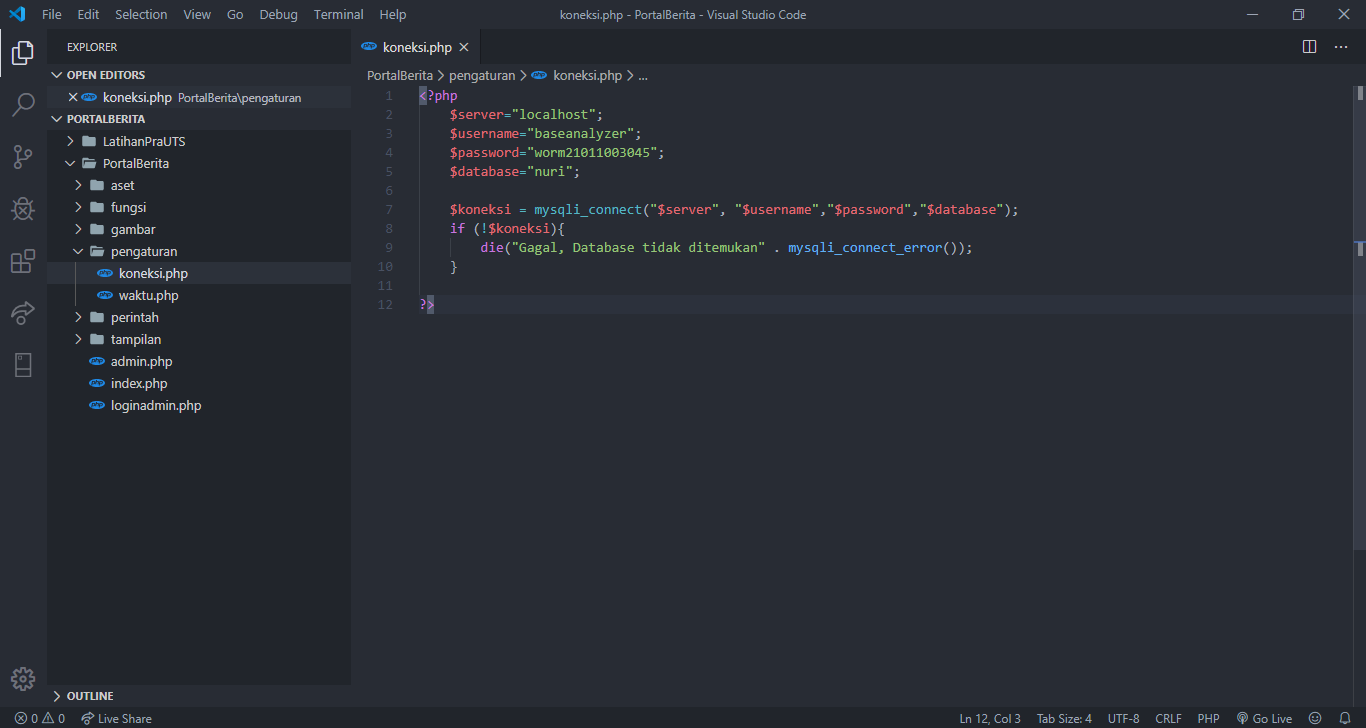 File Edit Selection View Go Debug Terminal Help koneksi.php - PortalBerita - Visual Studio Code
EXPLORER
OPEN EDITORS
koneksi.php PortalBerita\pengaturan
PORTALBERITA
LatihanPraUTS
PortalBerita
aset
fungsi
gambar
pengaturan
koneksi.php
waktu.php
perintah
tampilan
admin.php
index.php
loginadmin.php
OUTLINE
koneksi.php
PortalBerita > pengaturan > koneksi.php > ...
1 <?php
2 $server="localhost";
3 $username="baseanalyzer";
4 $password="worm21011003045";
5 $database="nuri";
6
7 $koneksi = mysqli_connect("$server", "$username","$password","$database");
8 if (!$koneksi){
9 die("Gagal, Database tidak ditemukan" . mysqli_connect_error());
10 }
11
12 ?>
0 0 Live Share Ln 12, Col 3 Tab Size: 4 UTF-8 CRLF PHP Go Live